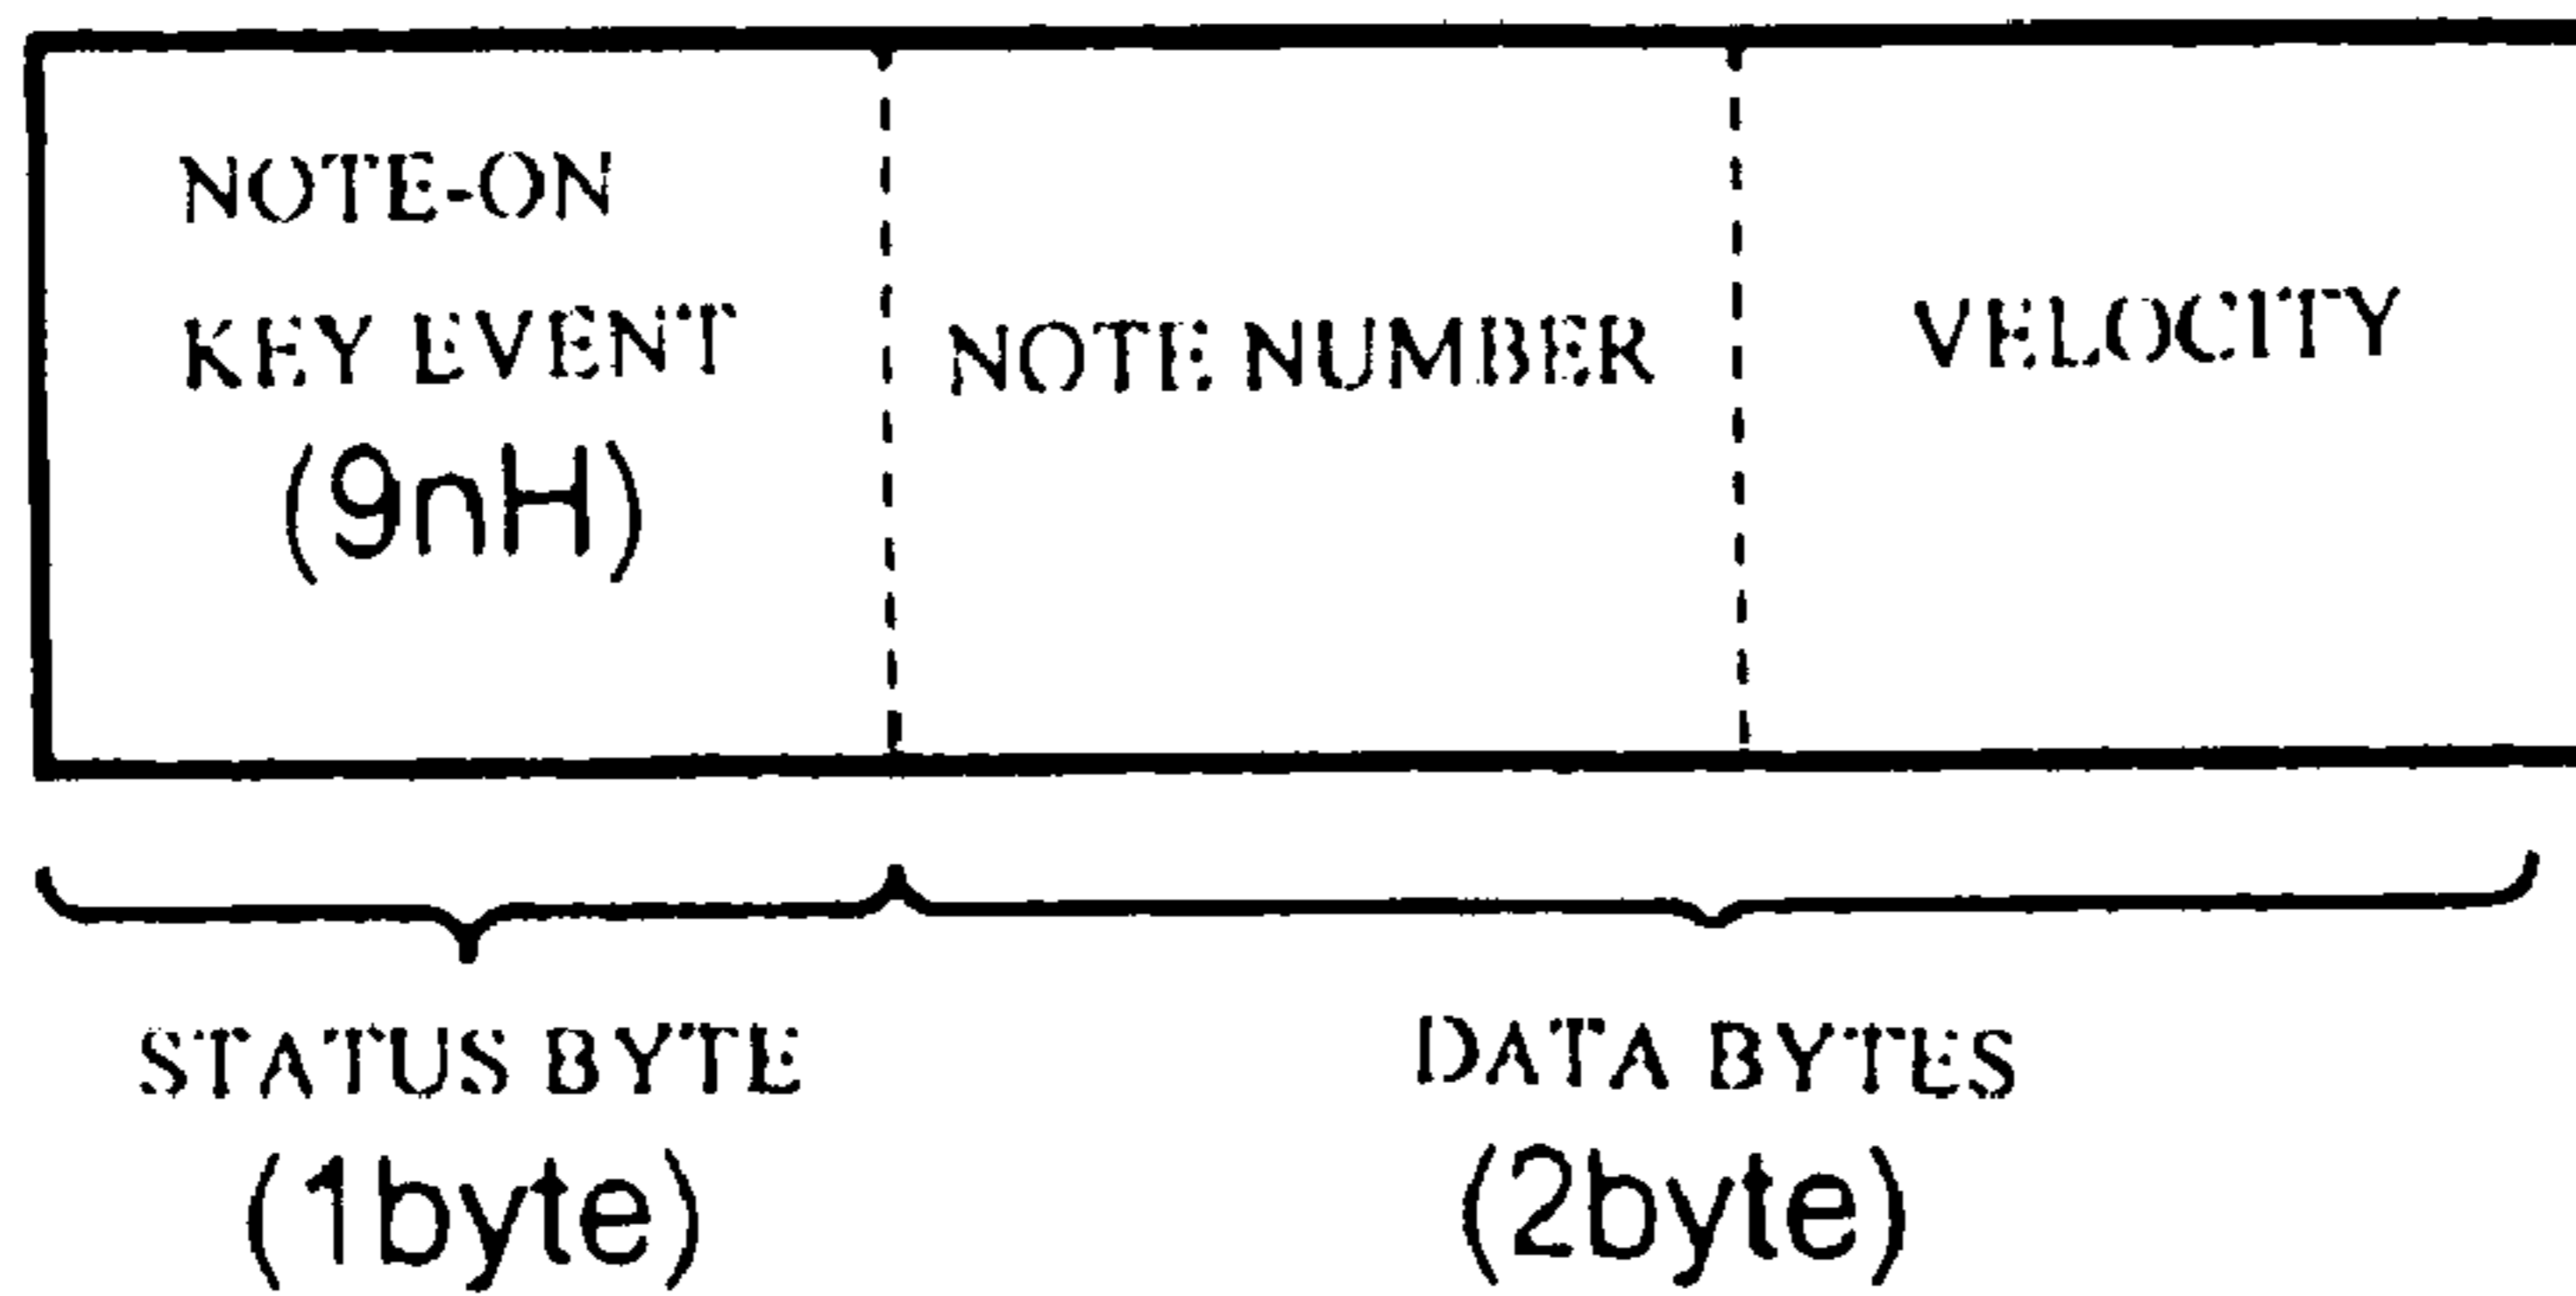 NOTE-ON
KEY EVENT
(9nH)
NOTE NUMBER
VELOCITY
STATUS BYTE
(1byte)
DATA BYTES
(2byte)